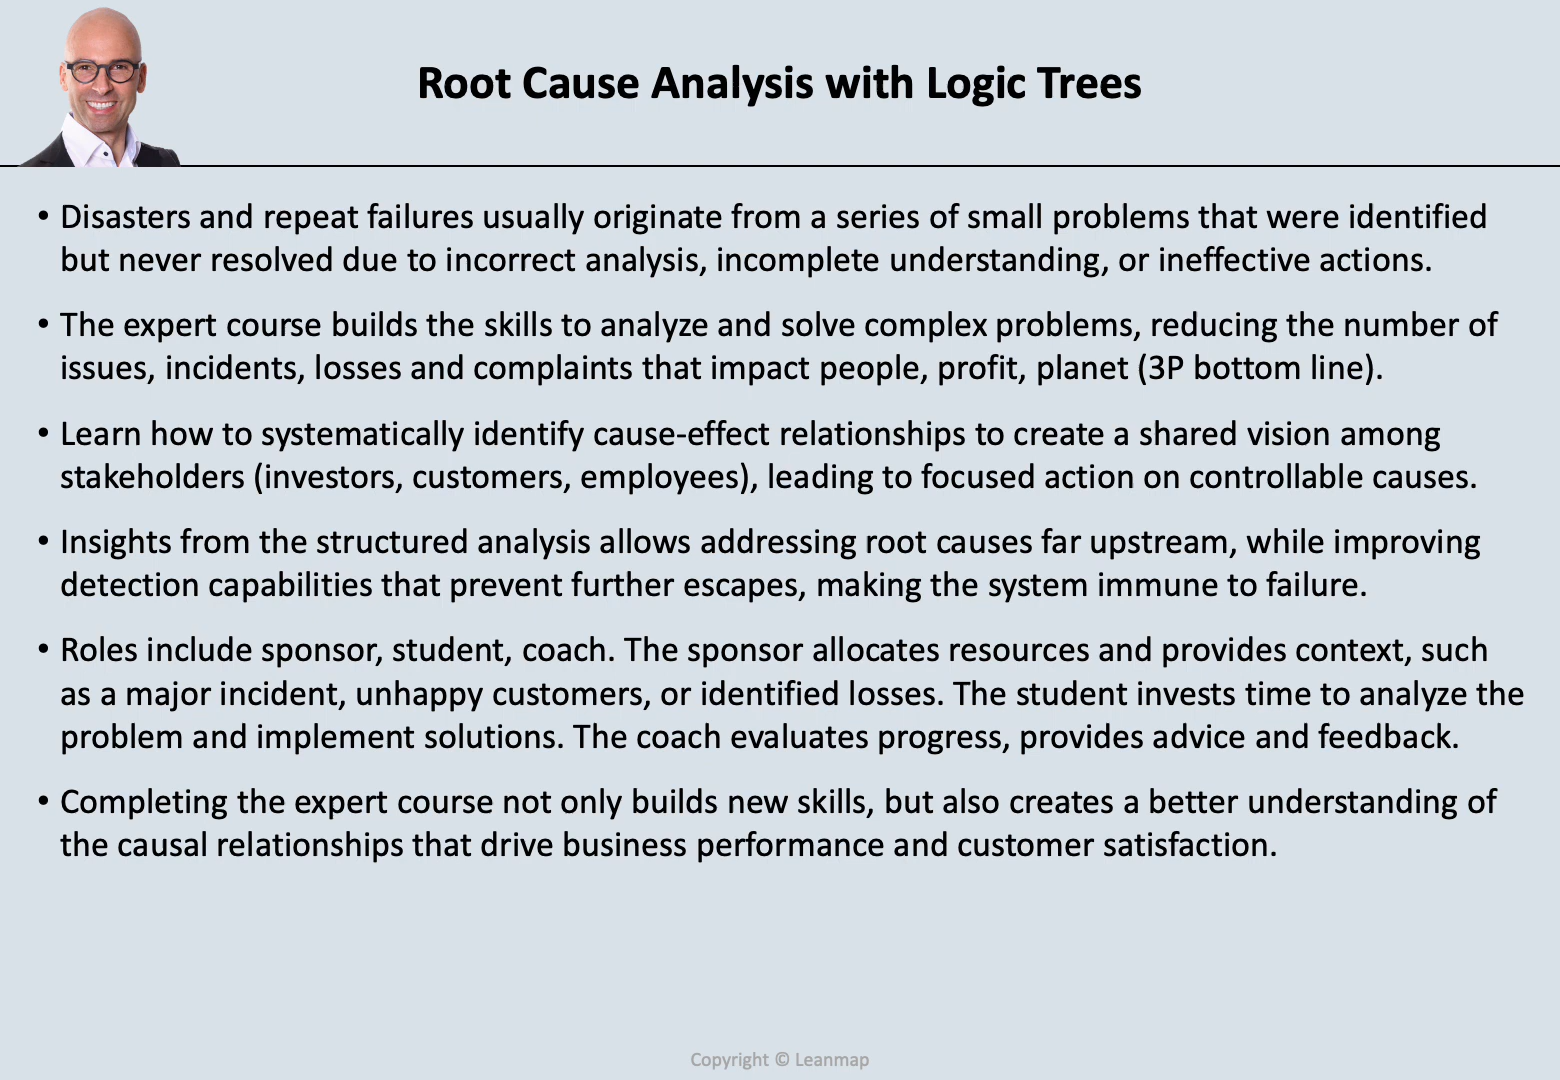 Root Cause Analysis with Logic Trees
• Disasters and repeat failures usually originate from a series of small problems that were identified
but never resolved due to incorrect analysis, incomplete understanding, or ineffective actions.
• The expert course builds the skills to analyze and solve complex problems, reducing the number of
issues, incidents, losses and complaints that impact people, profit, planet (3P bottom line).
• Learn how to systematically identify cause-effect relationships to create a shared vision among
stakeholders (investors, customers, employees), leading to focused action on controllable causes.
• Insights from the structured analysis allows addressing root causes far upstream, while improving
detection capabilities that prevent further escapes, making the system immune to failure.
• Roles include sponsor, student, coach. The sponsor allocates resources and provides context, such
as a major incident, unhappy customers, or identified losses. The student invests time to analyze the
problem and implement solutions. The coach evaluates progress, provides advice and feedback.
• Completing the expert course not only builds new skills, but also creates a better understanding of
the causal relationships that drive business performance and customer satisfaction.
Copyright © Leanmap